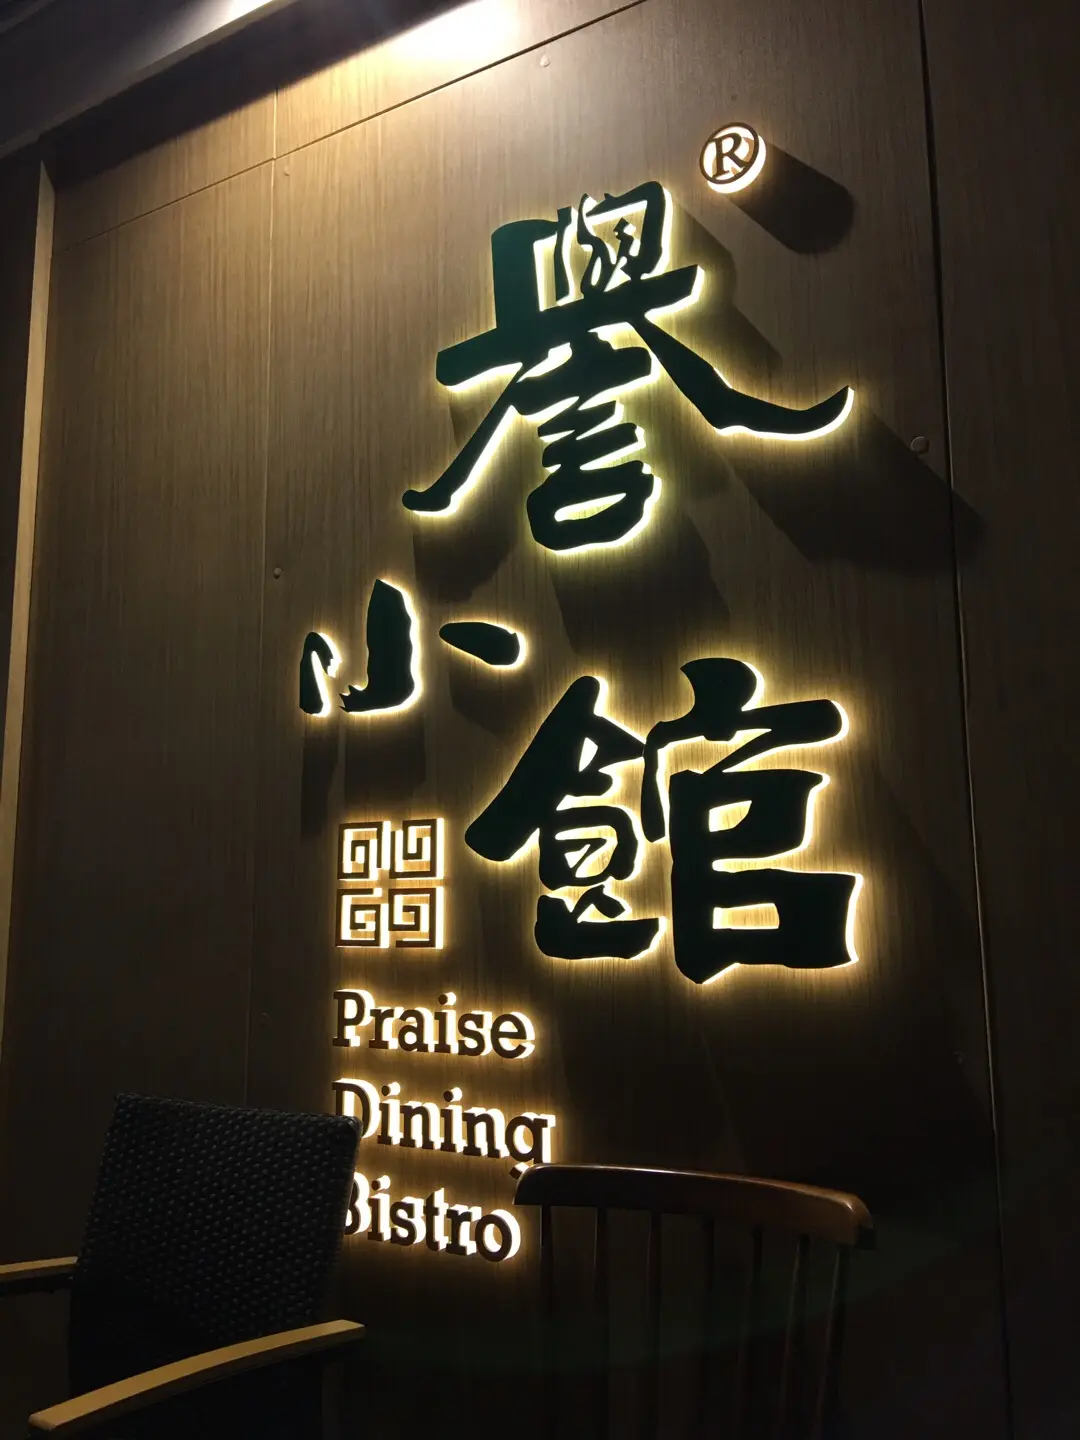 ®
譽
小
館
Praise
Dining
Bistro